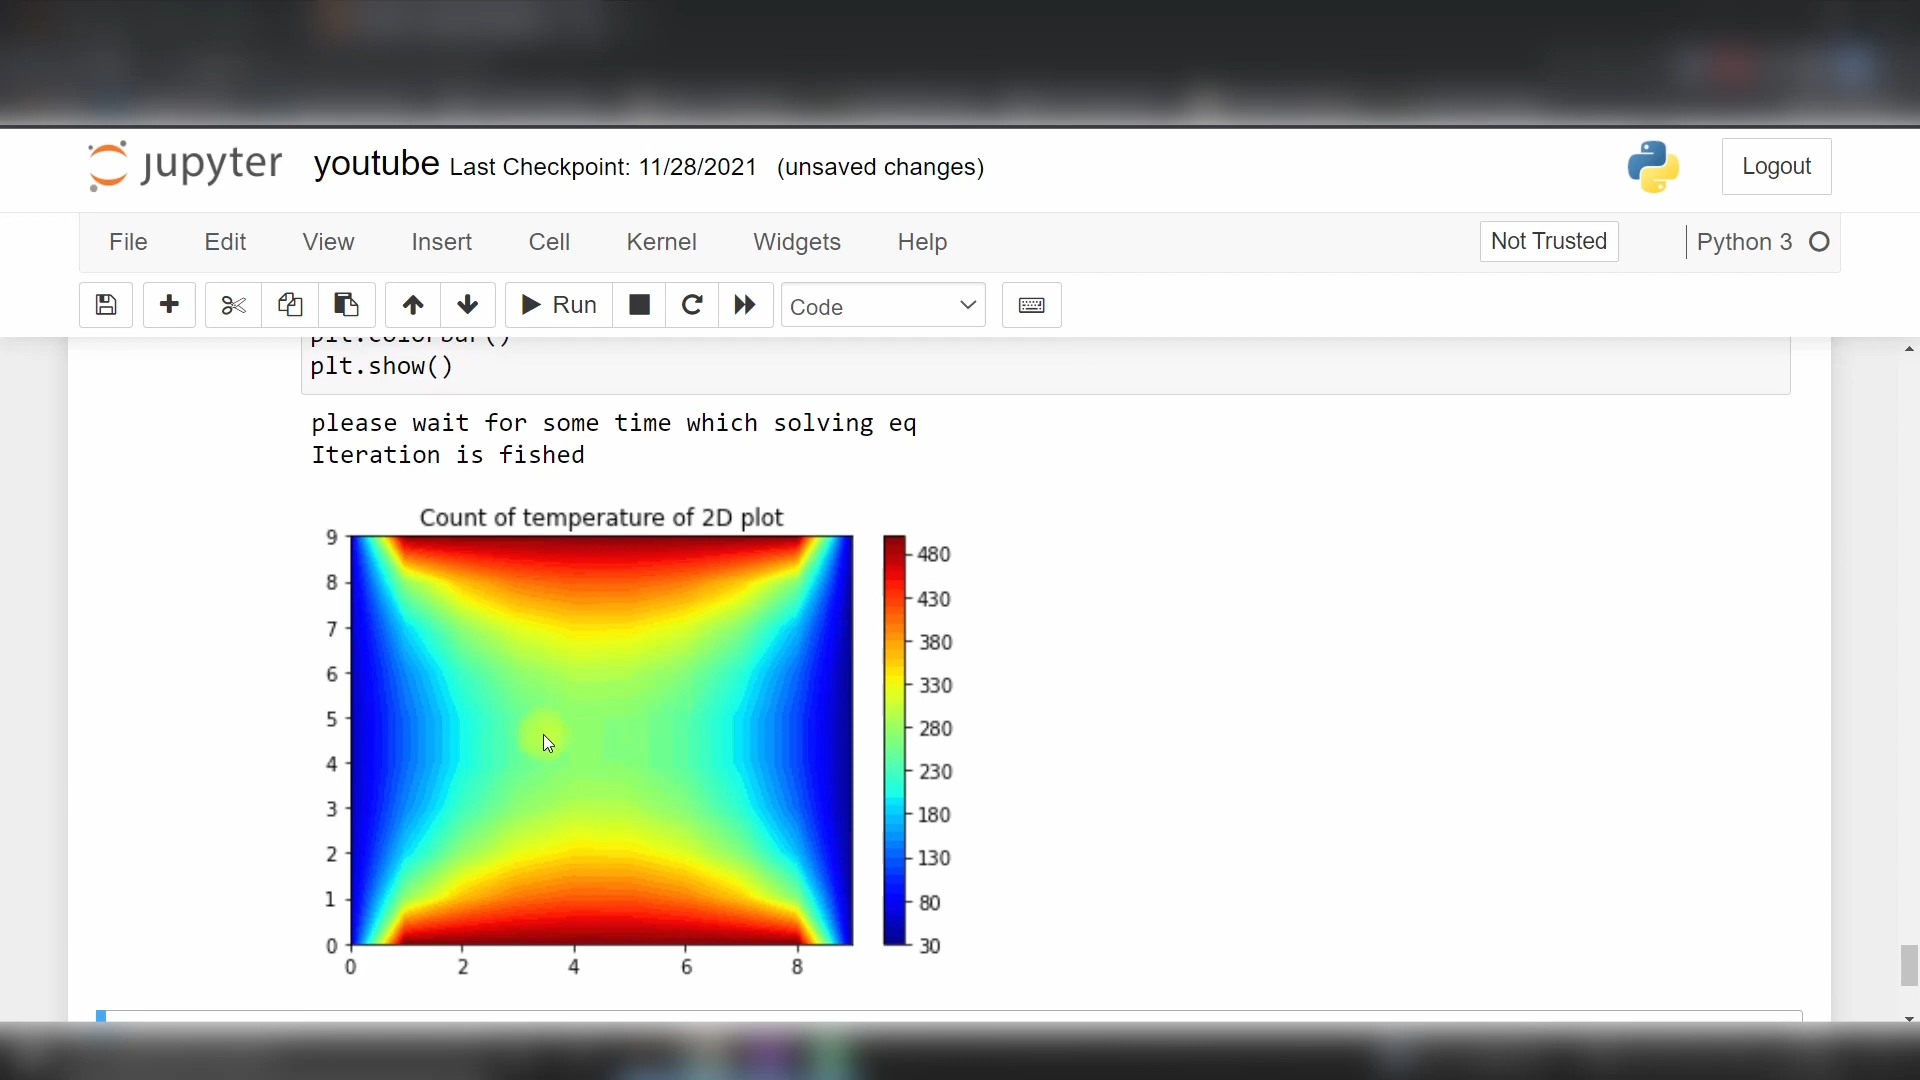 jupyter youtube Last Checkpoint: 11/28/2021 (unsaved changes) Logout
File Edit View Insert Cell Kernel Widgets Help Not Trusted Python 3
Run Code
plt.colorbar()
plt.show()
please wait for some time which solving eq
Iteration is fished
Count of temperature of 2D plot
9
8
7
6
5
4
3
2
1
0
0 2 4 6 8
480
430
380
330
280
230
180
130
80
30